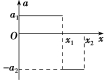 a
a₁
O
x₁
x₂
x
−a₂